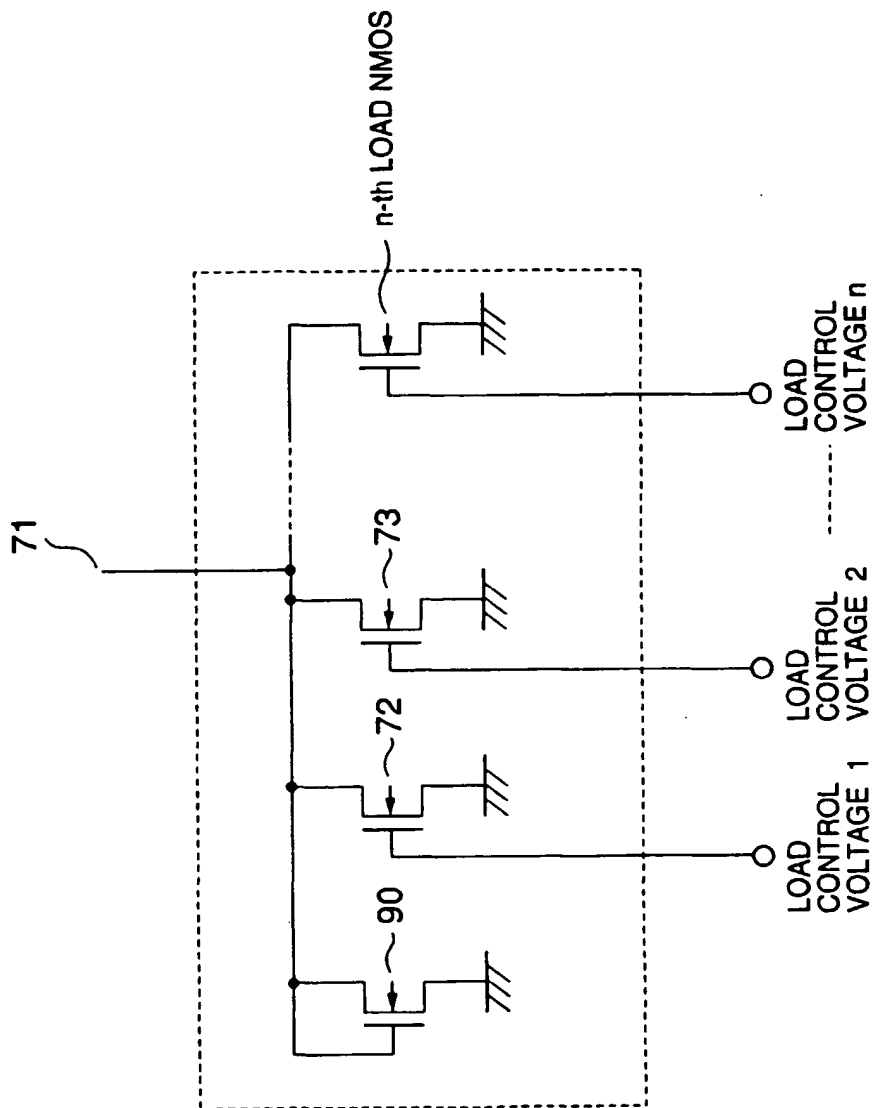 71
n-th LOAD NMOS
73
72
90
LOAD
CONTROL
VOLTAGE 1
LOAD
CONTROL
VOLTAGE 2
LOAD
CONTROL
VOLTAGE n